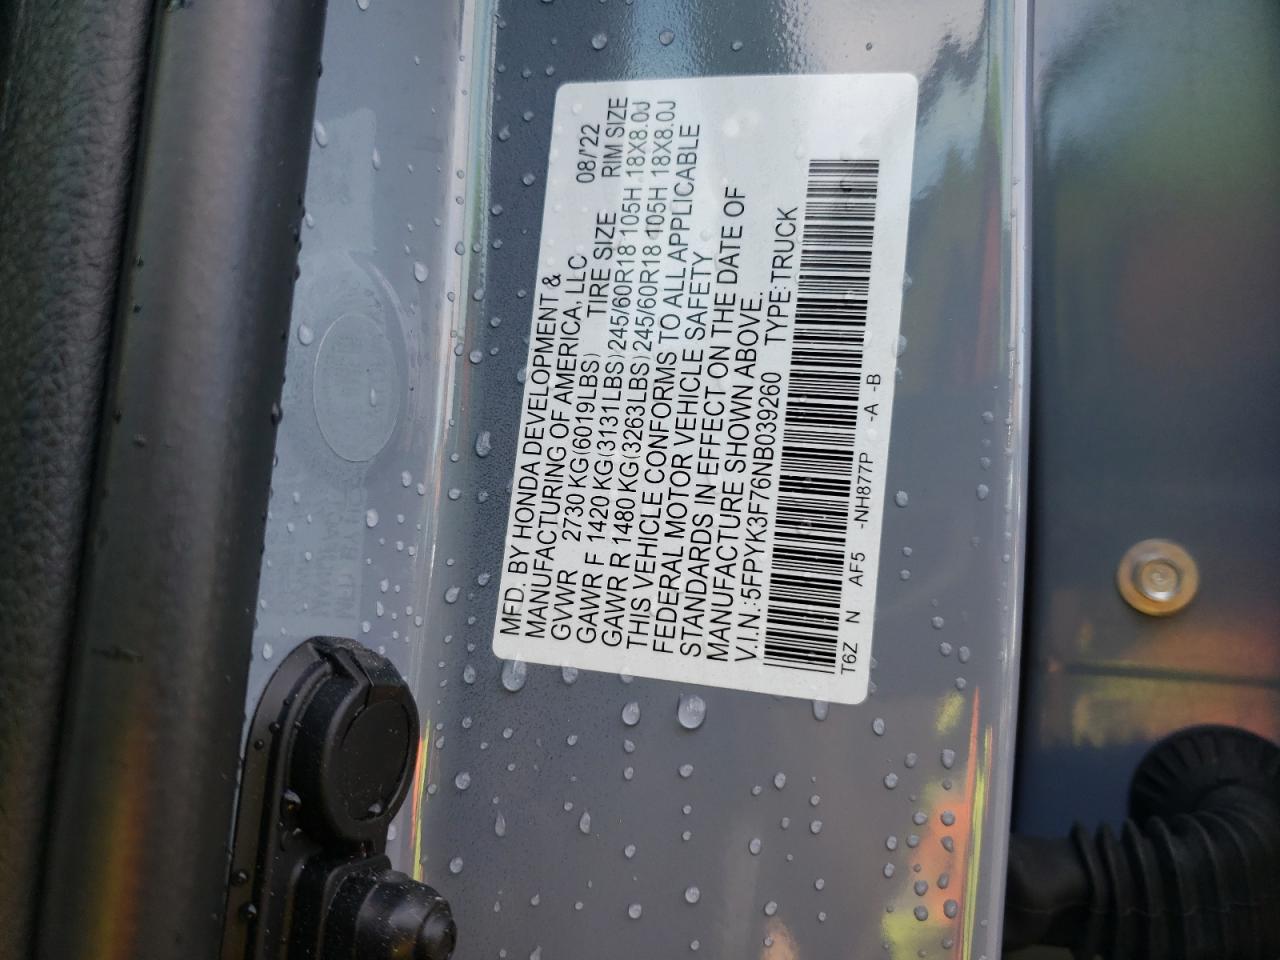 MFD. BY HONDA DEVELOPMENT &
MANUFACTURING OF AMERICA, LLC 08/'22
GVWR 2730 KG(6019LBS) TIRE SIZE RIM SIZE
GAWR F 1420 KG(3131LBS)245/60R18 105H 18X8.0J
GAWR R 1480 KG(3263LBS)245/60R18 105H 18X8.0J
THIS VEHICLE CONFORMS TO ALL APPLICABLE
FEDERAL MOTOR VEHICLE SAFETY
STANDARDS IN EFFECT ON THE DATE OF
MANUFACTURE SHOWN ABOVE.
V.I.N.:5FPYK3F76NB039260 TYPE:TRUCK
T6Z N AF5 -NH877P -A -B